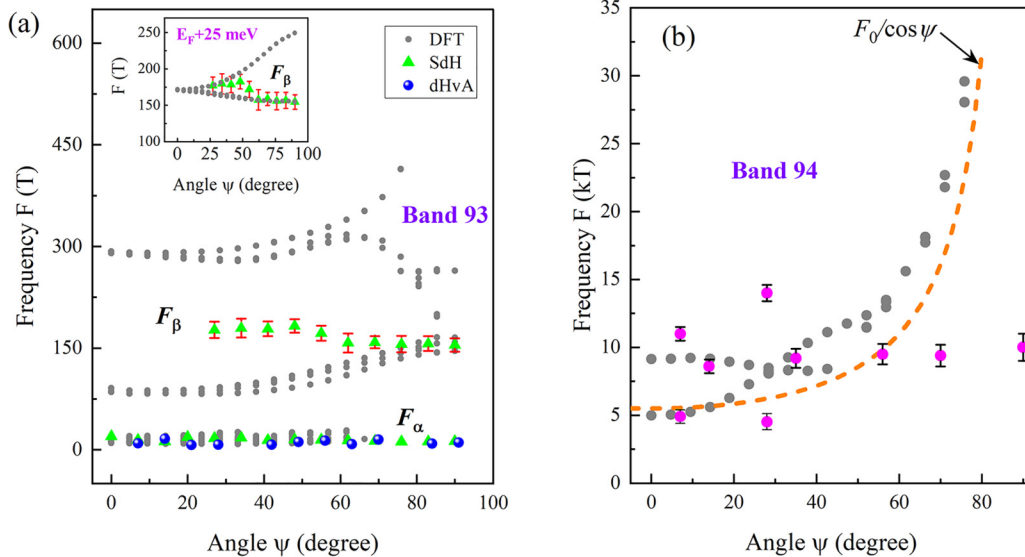 (a)
600
450
300
150
0
Frequency F (T)
0 20 40 60 80 100
Angle ψ (degree)
E_F+25 meV
250
200
150
100
F (T)
F_β
0 25 50 75 100
Angle ψ (degree)
DFT
SdH
dHvA
Band 93
F_β
F_α
(b)
F_0/cosψ
35
30
25
20
15
10
5
0
Frequency F (kT)
Band 94
0 20 40 60 80
Angle ψ (degree)